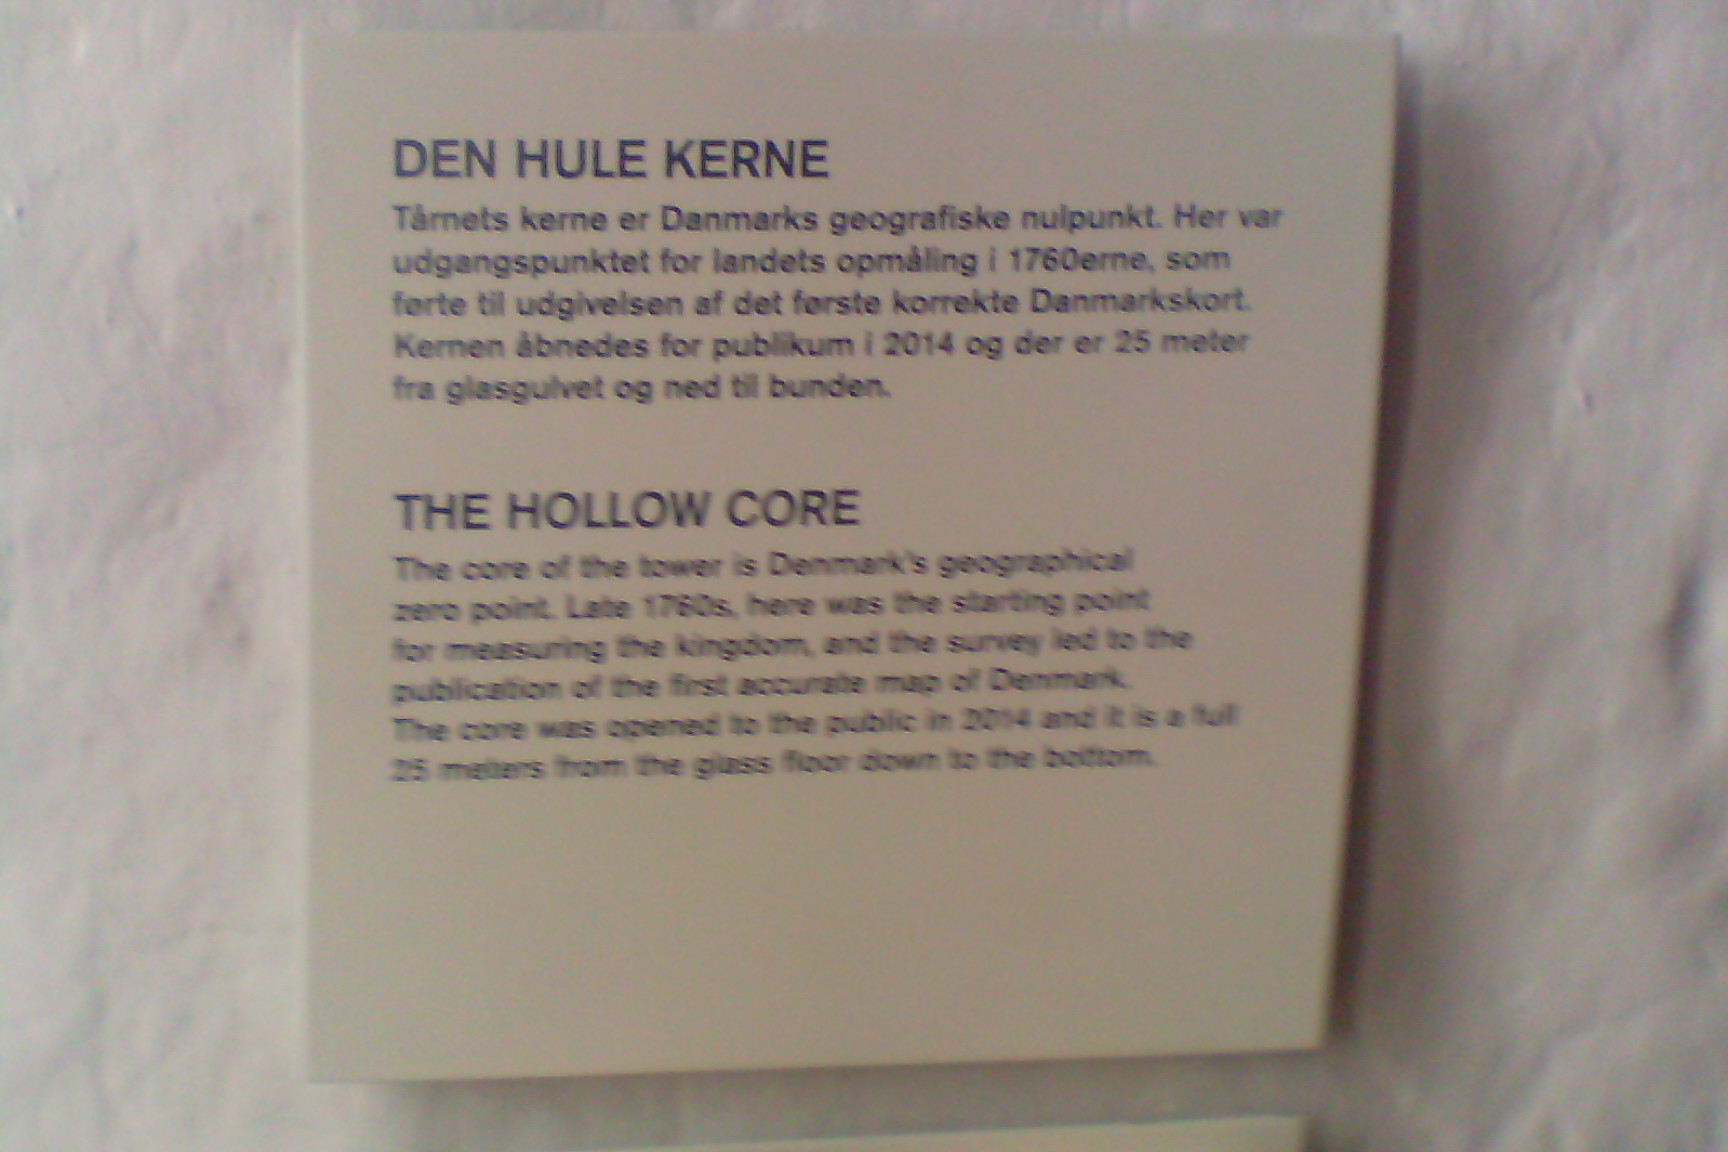 DEN HULE KERNE
Tårnets kerne er Danmarks geografiske nulpunkt. Her var
udgangspunktet for landets opmåling i 1760erne, som
førte til udgivelsen af det første korrekte Danmarkskort.
Kernen åbnedes for publikum i 2014 og der er 25 meter
fra glasgulvet og ned til bunden.
THE HOLLOW CORE
The core of the tower is Denmark's geographical
zero point. Late 1760s, here was the starting point
for measuring the kingdom, and the survey led to the
publication of the first accurate map of Denmark.
The core was opened to the public in 2014 and it is a full
25 meters from the glass floor down to the bottom.